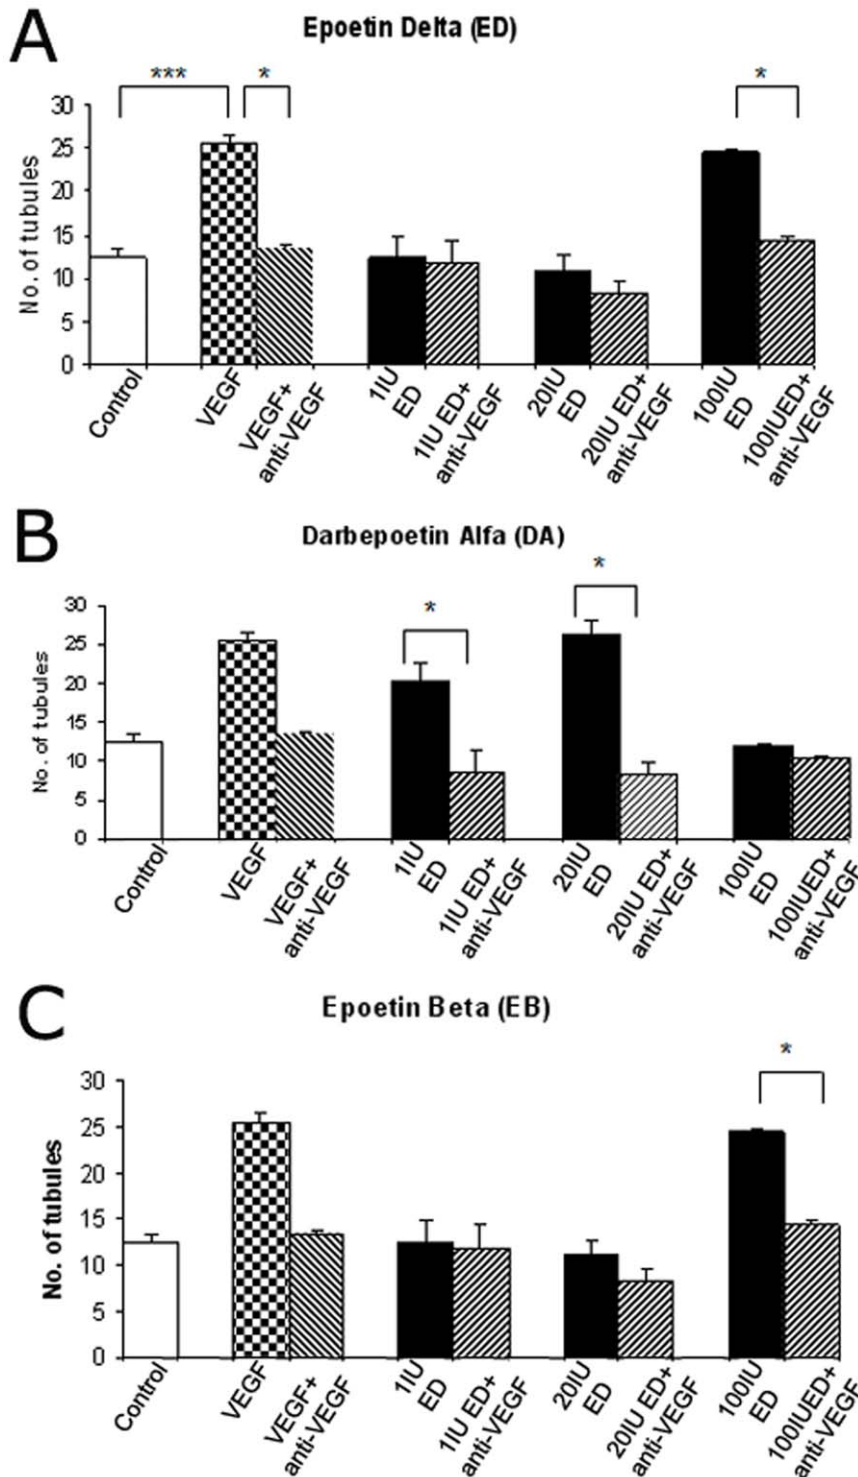 A
Epoetin Delta (ED)
***
*
*
No. of tubules
30
25
20
15
10
5
0
Control
VEGF
VEGF+
anti-VEGF
1IU
ED
1IU ED+
anti-VEGF
20IU
ED
20IU ED+
anti-VEGF
100IU
ED
100IUED+
anti-VEGF
B
Darbepoetin Alfa (DA)
*
*
No. of tubules
30
25
20
15
10
5
0
Control
VEGF
VEGF+
anti-VEGF
1IU
ED
1IU ED+
anti-VEGF
20IU
ED
20IU ED+
anti-VEGF
100IU
ED
100IUED+
anti-VEGF
C
Epoetin Beta (EB)
*
No. of tubules
30
25
20
15
10
5
0
Control
VEGF
VEGF+
anti-VEGF
1IU
ED
1IU ED+
anti-VEGF
20IU
ED
20IU ED+
anti-VEGF
100IU
ED
100IUED+
anti-VEGF